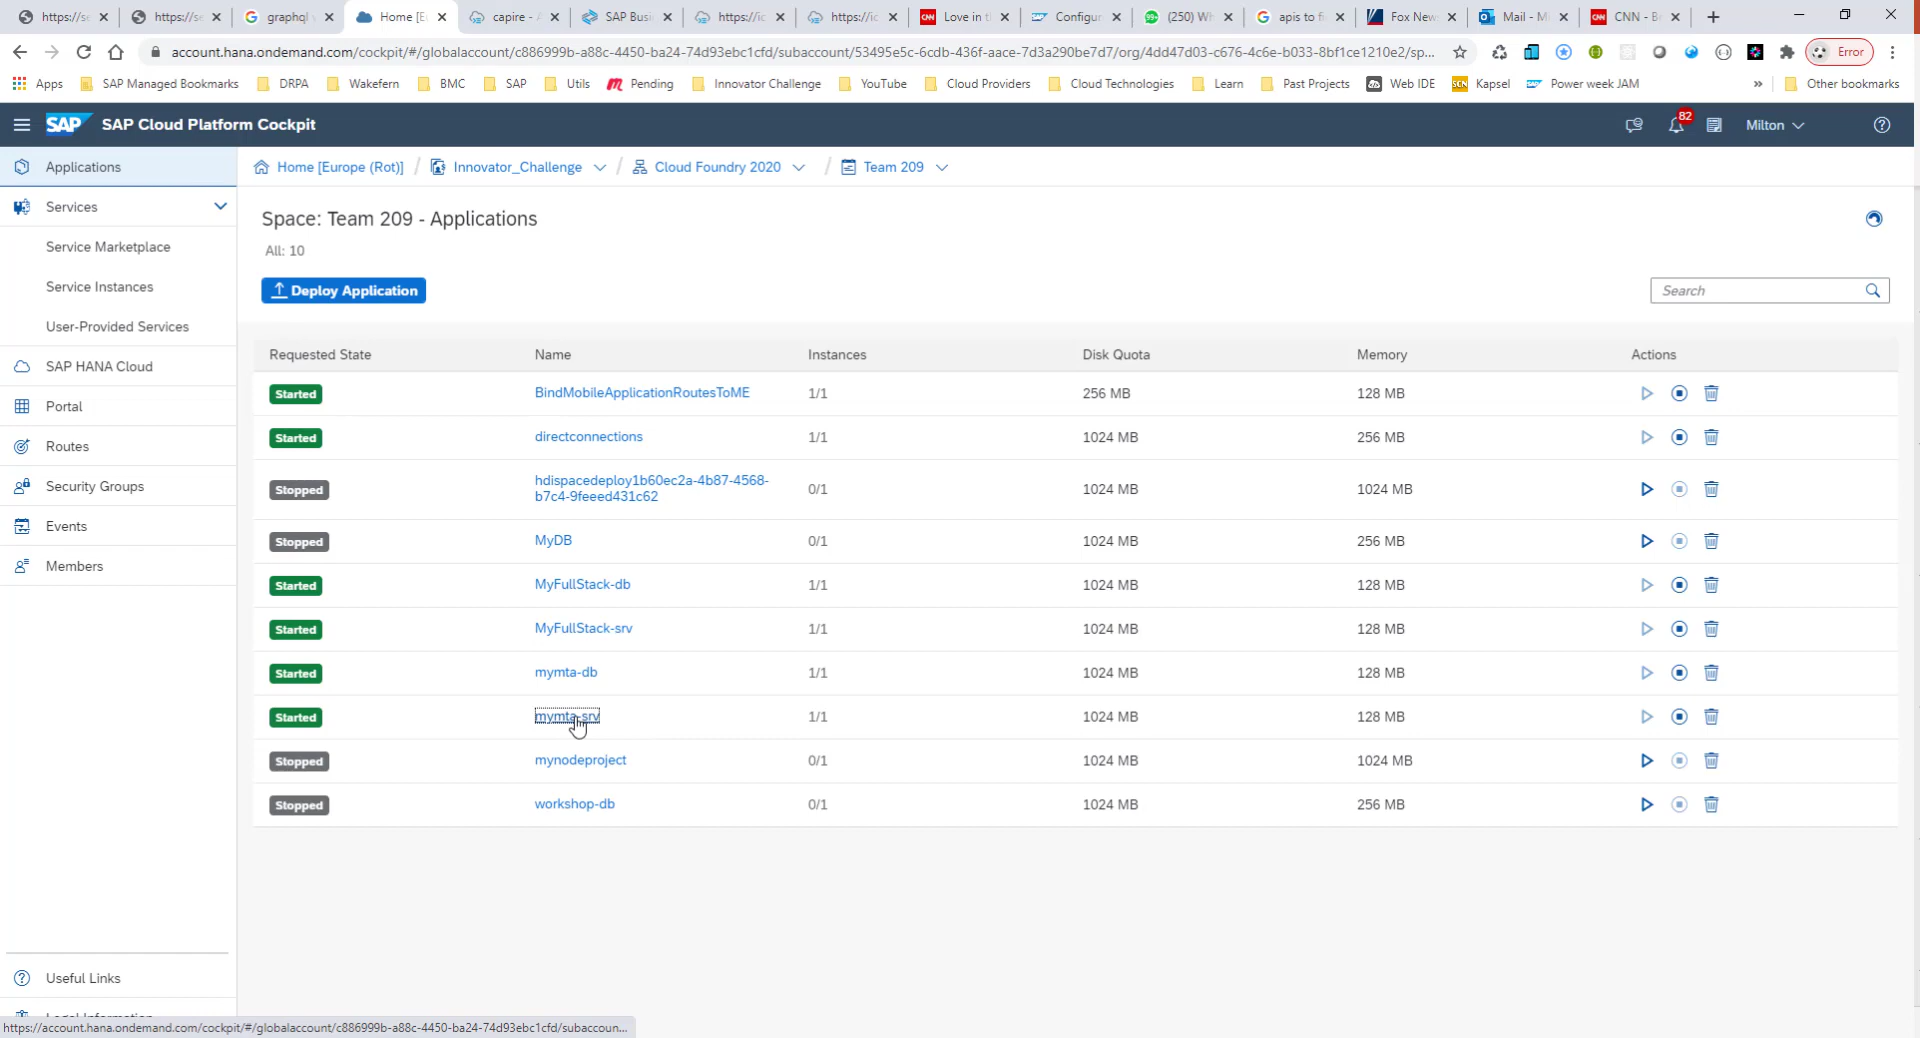 https://se
https://se
graphql
Home [Eu
capire - A
SAP Busi
https://ic
https://ic
Love in t
Configur
(250) Wh
apis to fi
Fox New
Mail - M
CNN - B
account.hana.ondemand.com/cockpit/#/globalaccount/c886999b-a88c-4450-ba24-74d93ebc1cfd/subaccount/53495e5c-6cdb-436f-aace-7d3a290be7d7/org/4dd47d03-c676-4c6e-b033-8bf1ce1210e2/sp...
Error
Apps SAP Managed Bookmarks DRPA Wakefern BMC SAP Utils Pending Innovator Challenge YouTube Cloud Providers Cloud Technologies Learn Past Projects Web IDE SCN Kapsel Power week JAM » Other bookmarks
SAP SAP Cloud Platform Cockpit 82 Milton
Applications
Services
Service Marketplace
Service Instances
User-Provided Services
SAP HANA Cloud
Portal
Routes
Security Groups
Events
Members
Useful Links
Legal Information
Home [Europe (Rot)] / Innovator_Challenge / Cloud Foundry 2020 / Team 209
Space: Team 209 - Applications
All: 10
Deploy Application
Search
Requested State Name Instances Disk Quota Memory Actions
Started BindMobileApplicationRoutesToME 1/1 256 MB 128 MB
Started directconnections 1/1 1024 MB 256 MB
Stopped hdispacedeploy1b60ec2a-4b87-4568-
b7c4-9feeed431c62 0/1 1024 MB 1024 MB
Stopped MyDB 0/1 1024 MB 256 MB
Started MyFullStack-db 1/1 1024 MB 128 MB
Started MyFullStack-srv 1/1 1024 MB 128 MB
Started mymta-db 1/1 1024 MB 128 MB
Started mymta-srv 1/1 1024 MB 128 MB
Stopped mynodeproject 0/1 1024 MB 1024 MB
Stopped workshop-db 0/1 1024 MB 256 MB
https://account.hana.ondemand.com/cockpit/#/globalaccount/c886999b-a88c-4450-ba24-74d93ebc1cfd/subaccoun...